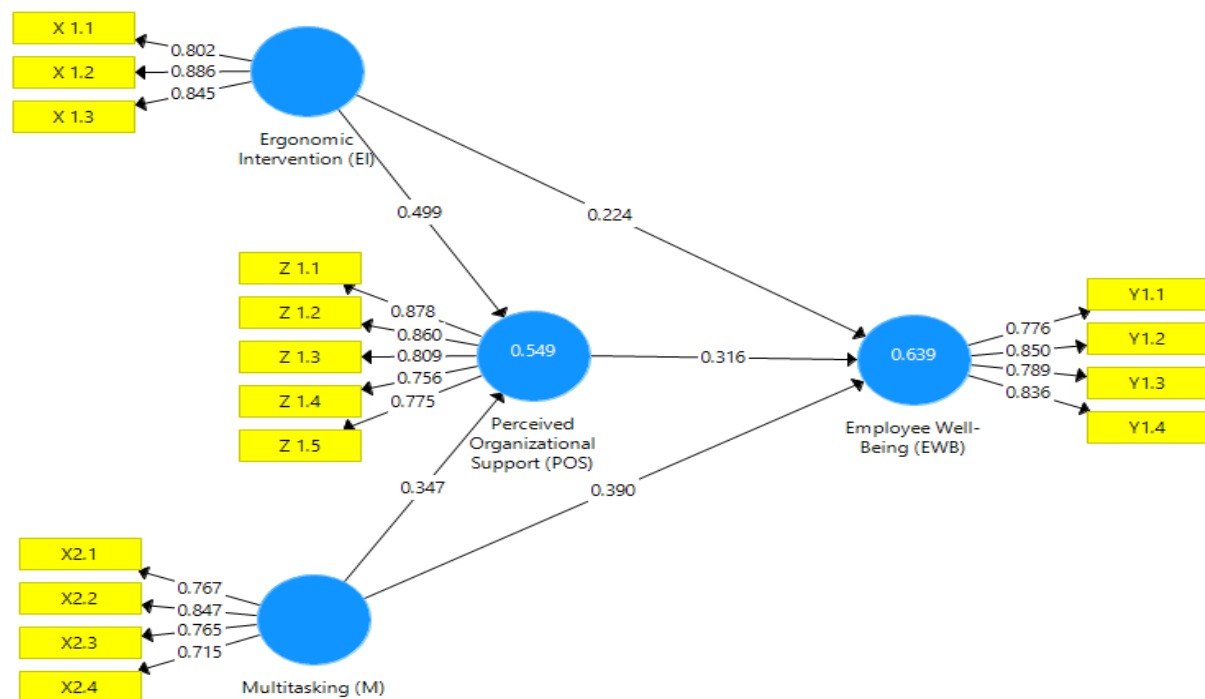 X 1.1
X 1.2
X 1.3
0.802
0.886
0.845
Ergonomic
Intervention (EI)
0.499
0.224
Z 1.1
Z 1.2
Z 1.3
Z 1.4
Z 1.5
0.878
0.860
0.809
0.756
0.775
0.549
Perceived
Organizational
Support (POS)
0.316
0.639
Employee Well-
Being (EWB)
0.776
0.850
0.789
0.836
Y1.1
Y1.2
Y1.3
Y1.4
0.347
0.390
X2.1
X2.2
X2.3
X2.4
0.767
0.847
0.765
0.715
Multitasking (M)